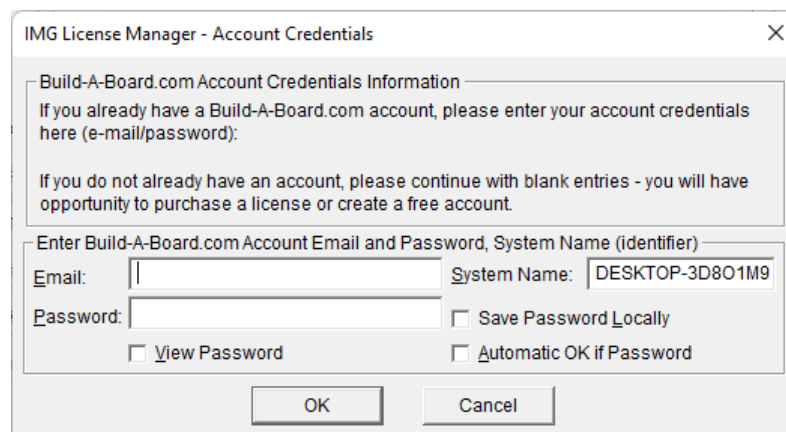 IMG License Manager - Account Credentials
Build-A-Board.com Account Credentials Information
If you already have a Build-A-Board.com account, please enter your account credentials
here (e-mail/password):
If you do not already have an account, please continue with blank entries - you will have
opportunity to purchase a license or create a free account.
Enter Build-A-Board.com Account Email and Password, System Name (identifier)
Email:
System Name: DESKTOP-3D8O1M9
Password:
Save Password Locally
View Password
Automatic OK if Password
OK
Cancel